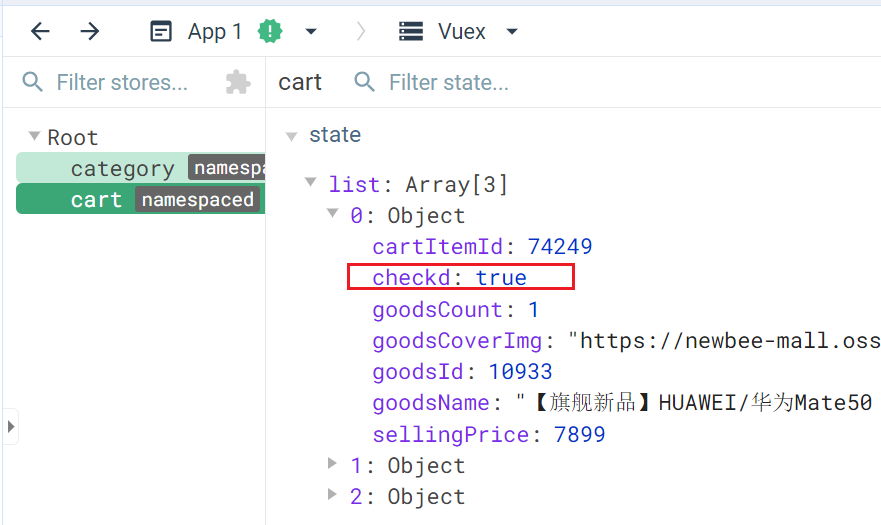 App 1 Vuex
Filter stores... cart Filter state...
Root
category namespa
cart namespaced
state
list: Array[3]
0: Object
cartItemId: 74249
checkd: true
goodsCount: 1
goodsCoverImg: "https://newbee-mall.oss
goodsId: 10933
goodsName: "【旗舰新品】HUAWEI/华为Mate50
sellingPrice: 7899
1: Object
2: Object